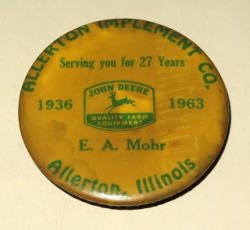 ALLERTON IMPLEMENT CO.
Serving you for 27 Years
JOHN DEERE
1936 1963
QUALITY FARM
EQUIPMENT
E. A. Mohr
Allerton, Illinois